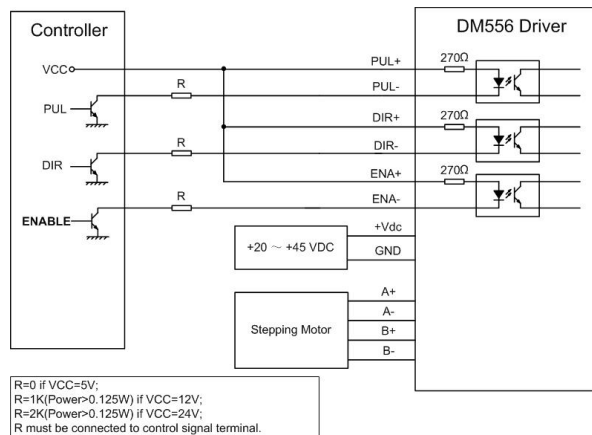 Controller
DM556 Driver
VCC
PUL+
270Ω
R
PUL-
PUL
DIR+
270Ω
R
DIR-
DIR
ENA+
270Ω
R
ENA-
ENABLE
+Vdc
+20 ～ +45 VDC
GND
A+
A-
Stepping Motor
B+
B-
R=0 if VCC=5V;
R=1K(Power>0.125W) if VCC=12V;
R=2K(Power>0.125W) if VCC=24V;
R must be connected to control signal terminal.